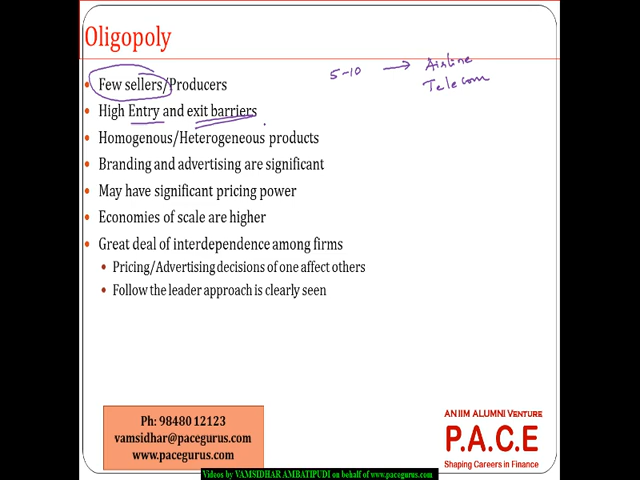 Oligopoly
5-10 → Airline
Telecom
• Few sellers/Producers
• High Entry and exit barriers
• Homogenous/Heterogeneous products
• Branding and advertising are significant
• May have significant pricing power
• Economies of scale are higher
• Great deal of interdependence among firms
• Pricing/Advertising decisions of one affect others
• Follow the leader approach is clearly seen
Ph: 98480 12123
vamsidhar@pacegurus.com
www.pacegurus.com
AN IIM ALUMNI VENTURE
P.A.C.E
Shaping Careers in Finance
Videos by VAMSIDHAR AMBATIPUDI on behalf of www.pacegurus.com